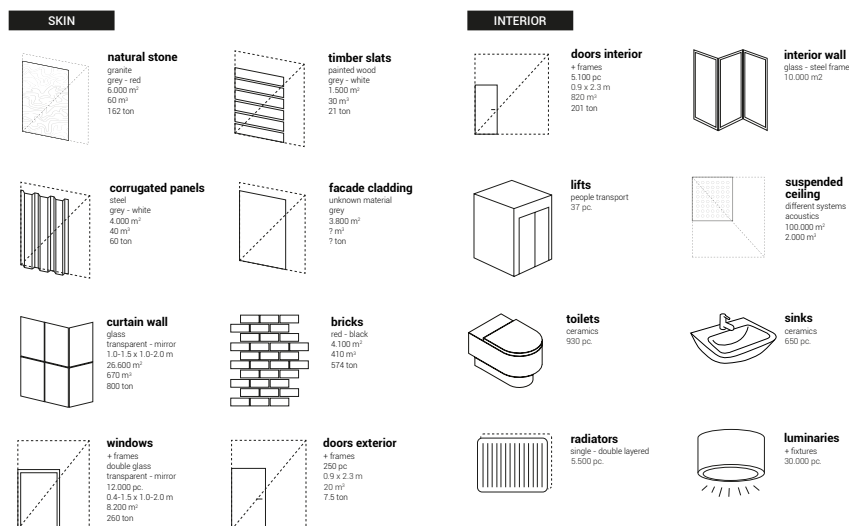 SKIN
natural stone
granite
grey - red
6.000 m²
60 m³
162 ton
timber slats
painted wood
grey - white
1.500 m²
30 m³
21 ton
corrugated panels
steel
grey - white
4.000 m²
40 m³
60 ton
facade cladding
unknown material
grey
3.800 m²
? m³
? ton
curtain wall
glass
transparent - mirror
1.0-1.5 x 1.0-2.0 m
26.600 m²
670 m³
800 ton
bricks
red - black
4.100 m²
410 m³
574 ton
windows
+ frames
double glass
transparent - mirror
12.000 pc.
0.4-1.5 x 1.0-2.0 m
8.200 m²
260 ton
doors exterior
+ frames
250 pc
0.9 x 2.3 m
20 m³
7.5 ton
INTERIOR
doors interior
+ frames
5.100 pc
0.9 x 2.3 m
820 m³
201 ton
interior wall
glass - steel frame
10.000 m2
lifts
people transport
37 pc.
suspended
ceiling
different systems
acoustics
100.000 m²
2.000 m³
toilets
ceramics
930 pc.
sinks
ceramics
650 pc.
radiators
single - double layered
5.500 pc.
luminaries
+ fixtures
30.000 pc.